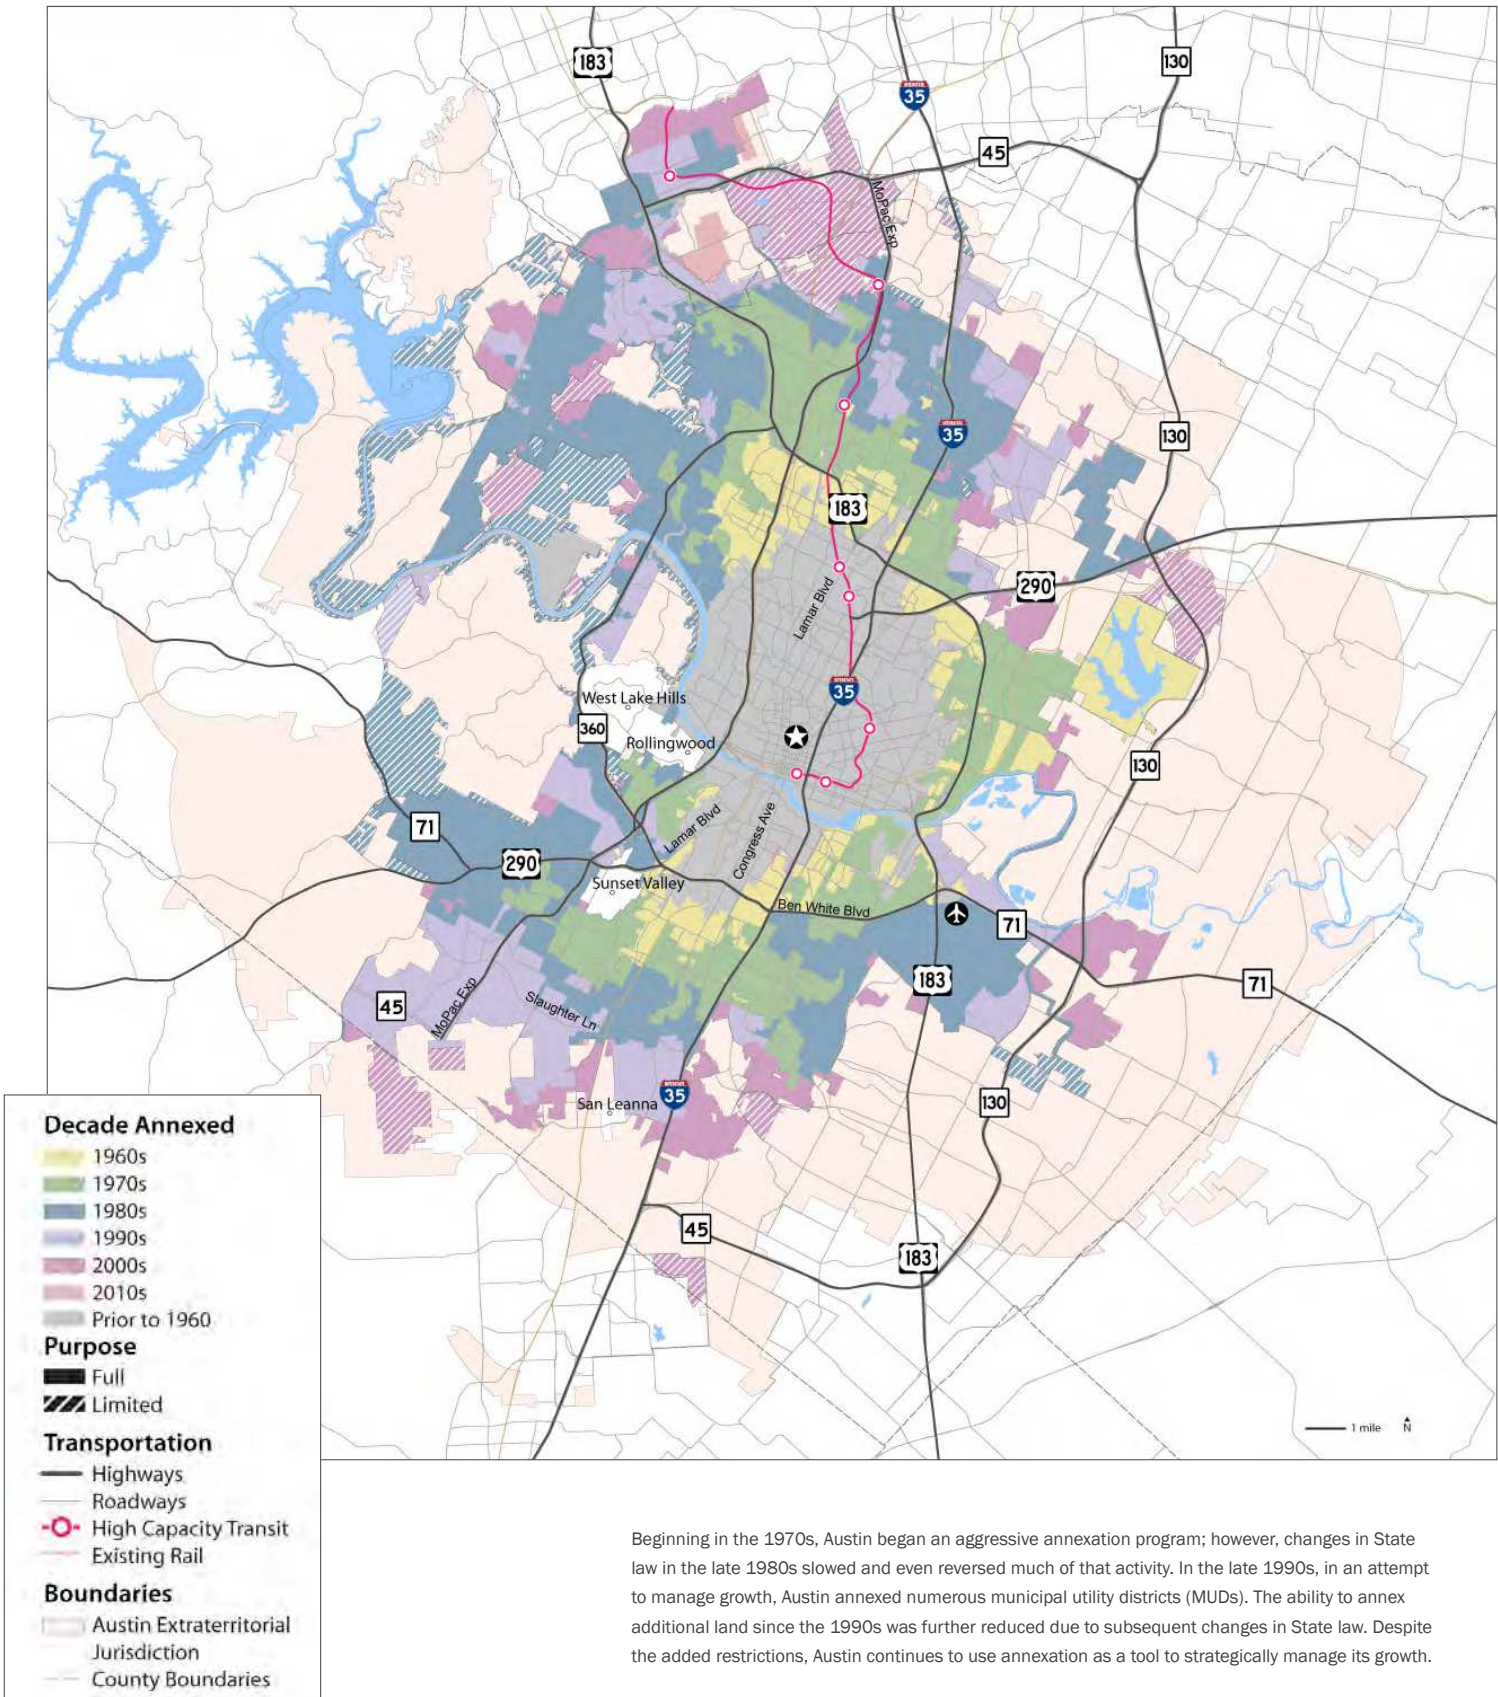 183
35
130
45
MoPac Exp
35
130
183
290
Lamar Blvd
35
West Lake Hills
360
Rollingwood
130
71
Lamar Blvd
Congress Ave
290
Sunset Valley
Ben White Blvd
71
183
71
45
MoPac Exp
Slaughter Ln
35
San Leanna
130
45
183
1 mile
N
Decade Annexed
1960s
1970s
1980s
1990s
2000s
2010s
Prior to 1960
Purpose
Full
Limited
Transportation
Highways
Roadways
High Capacity Transit
Existing Rail
Boundaries
Austin Extraterritorial
Jurisdiction
County Boundaries
Beginning in the 1970s, Austin began an aggressive annexation program; however, changes in State
law in the late 1980s slowed and even reversed much of that activity. In the late 1990s, in an attempt
to manage growth, Austin annexed numerous municipal utility districts (MUDs). The ability to annex
additional land since the 1990s was further reduced due to subsequent changes in State law. Despite
the added restrictions, Austin continues to use annexation as a tool to strategically manage its growth.